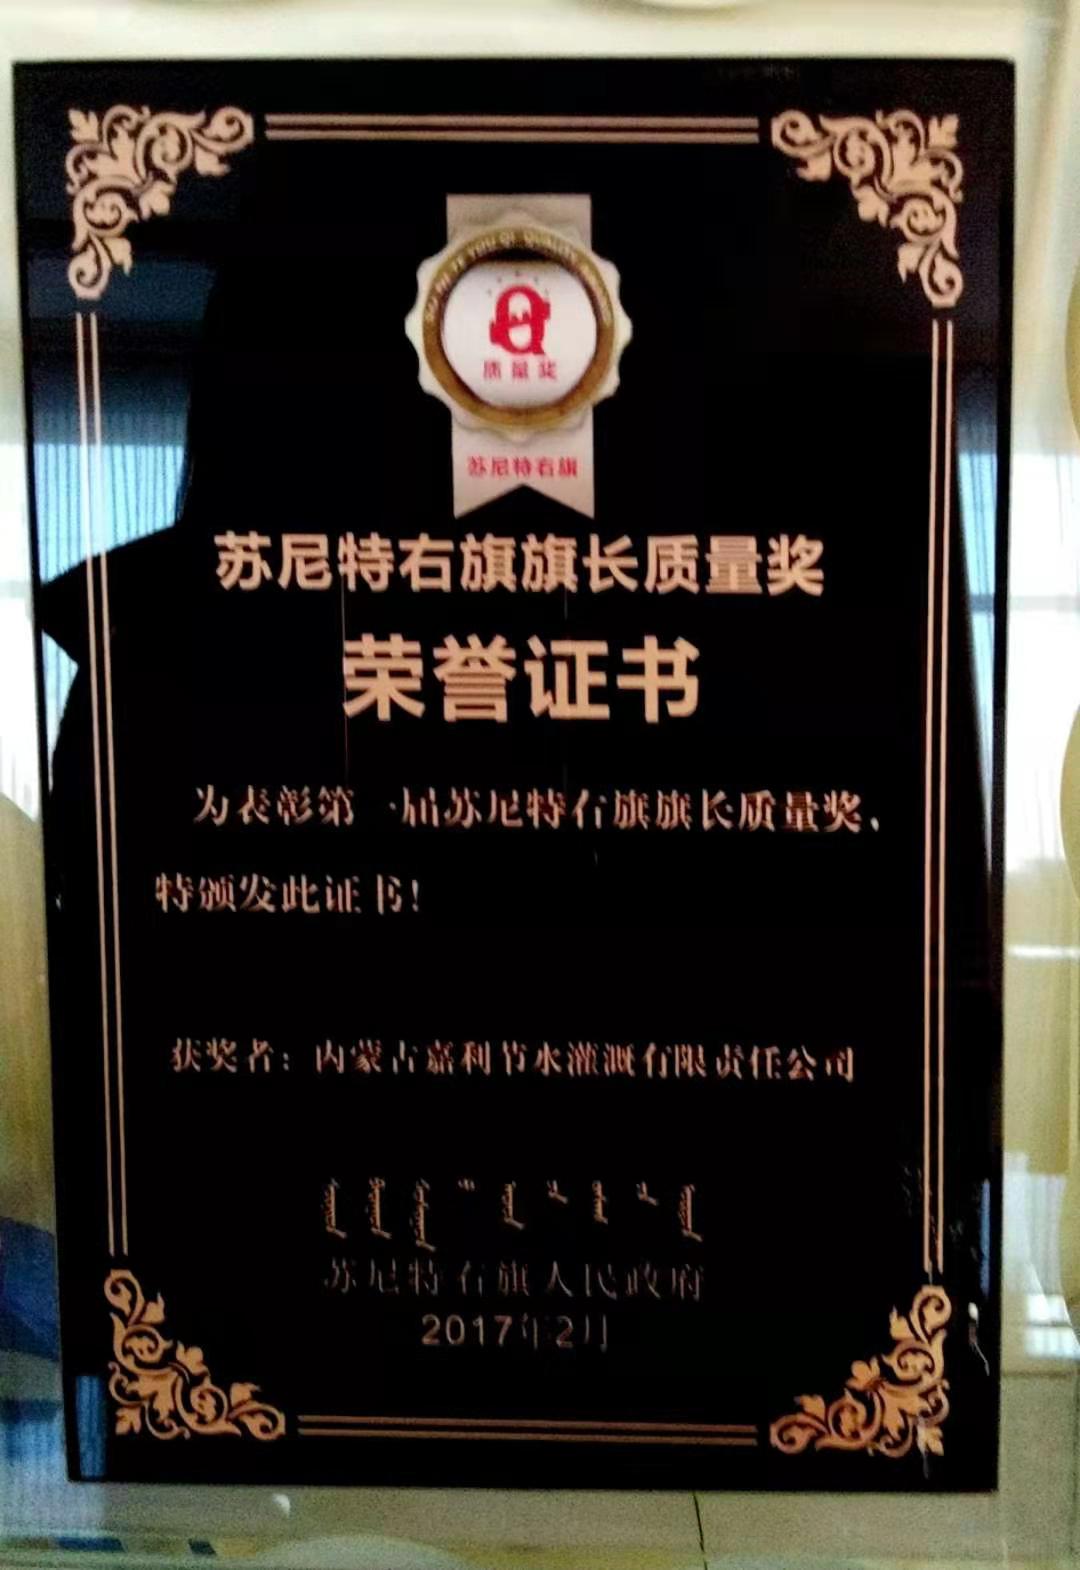 质量奖
苏尼特右旗
苏尼特右旗旗长质量奖
荣誉证书
为表彰第一届苏尼特右旗旗长质量奖，
特颁发此证书！
获奖者：内蒙古嘉利节水灌溉有限责任公司
苏尼特右旗人民政府
2017年2月